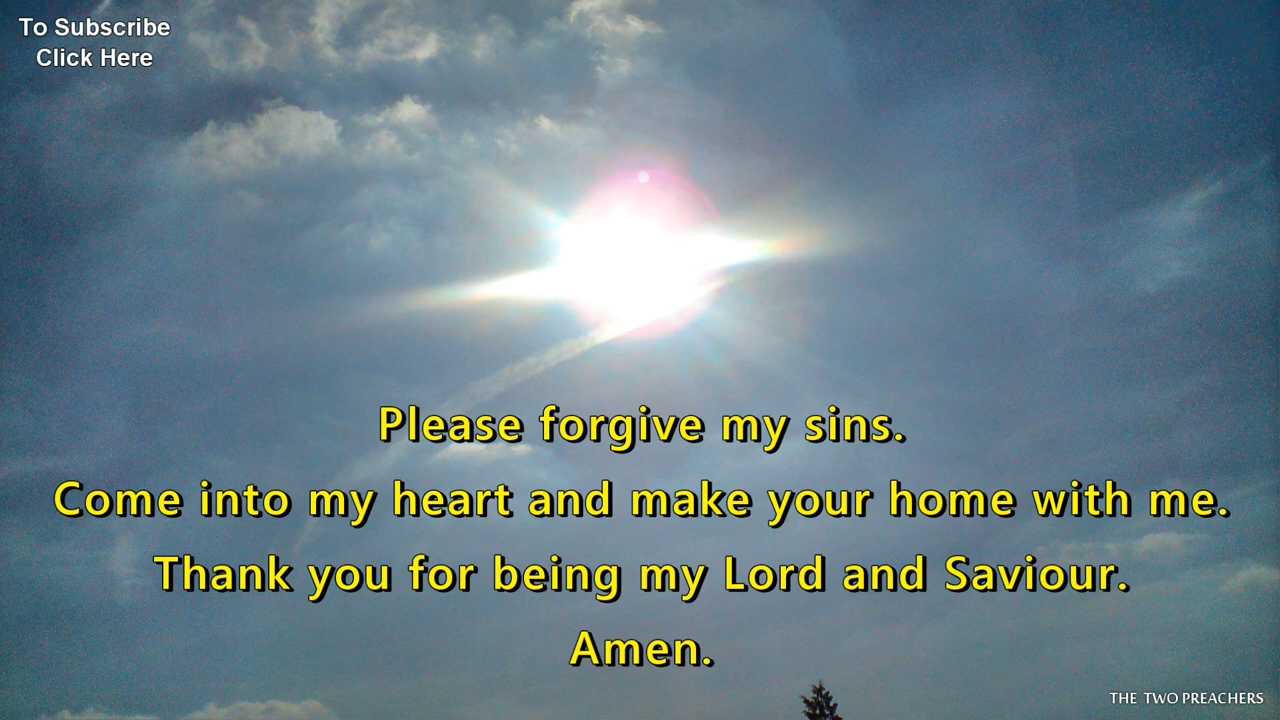 To Subscribe
Click Here
Please forgive my sins.
Come into my heart and make your home with me.
Thank you for being my Lord and Saviour.
Amen.
THE TWO PREACHERS